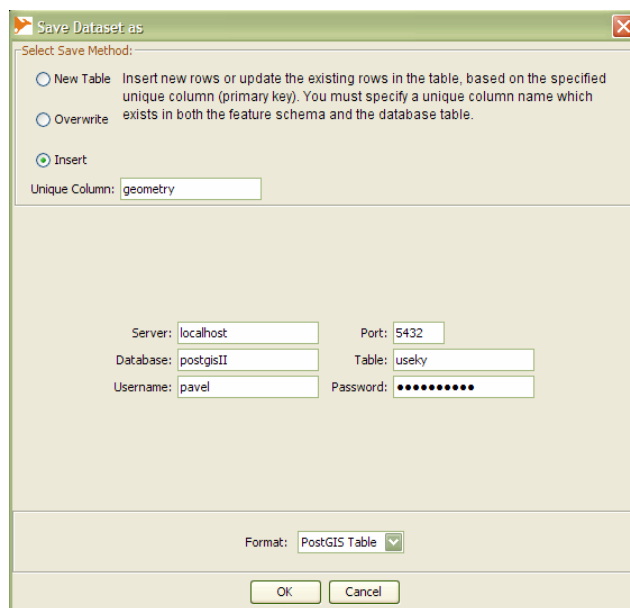 Save Dataset as
Select Save Method:
New Table
Insert new rows or update the existing rows in the table, based on the specified
unique column (primary key). You must specify a unique column name which
exists in both the feature schema and the database table.
Overwrite
Insert
Unique Column: geometry
Server: localhost Port: 5432
Database: postgisII Table: useky
Username: pavel Password: ●●●●●●●●●●
Format: PostGIS Table
OK Cancel